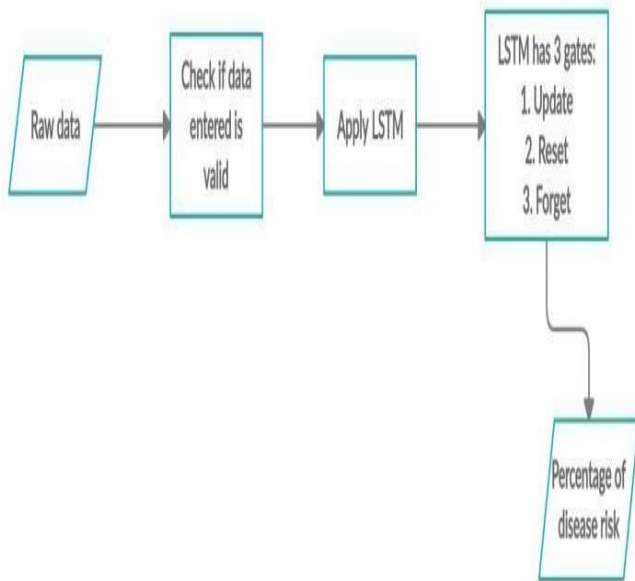 Raw data
Check if data
entered is
valid
Apply LSTM
LSTM has 3 gates:
1. Update
2. Reset
3. Forget
Percentage of
disease risk